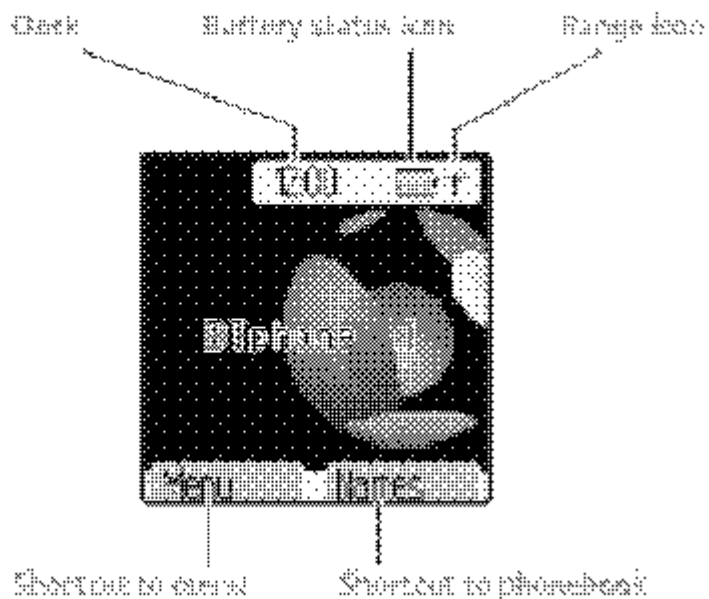 Clock
Battery status icon
Range icon
12:00
Menu
Names
Shortcut to menu
Shortcut to phonebook